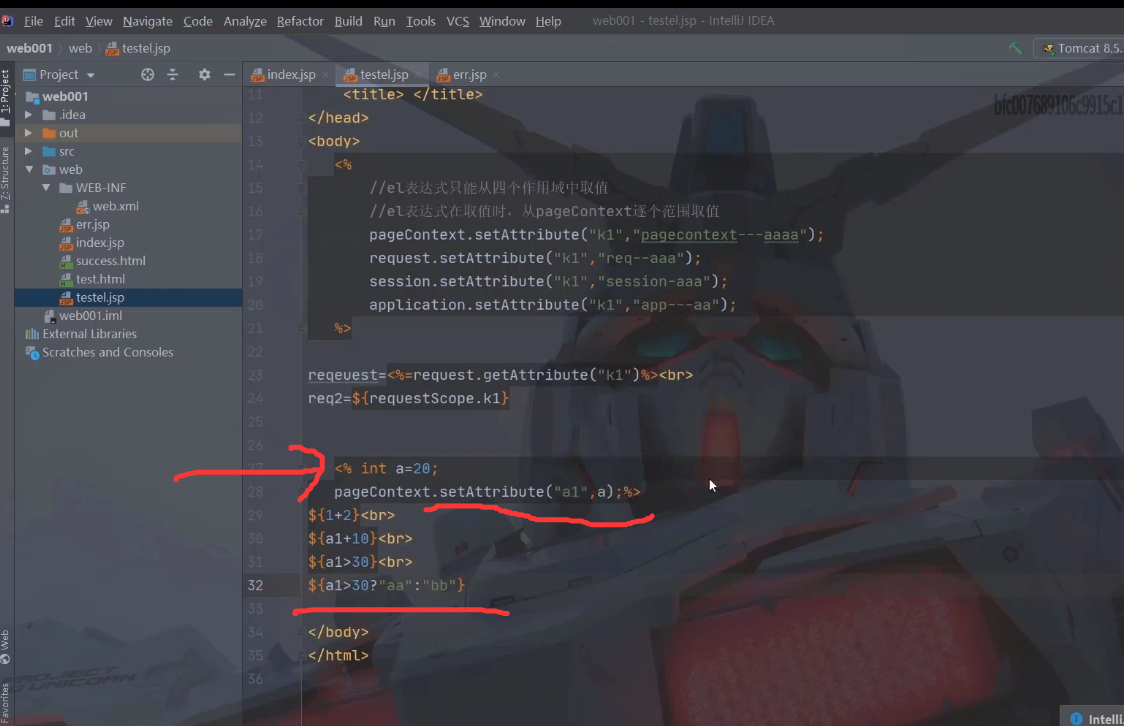 File Edit View Navigate Code Analyze Refactor Build Run Tools VCS Window Help web001 - testel.jsp - IntelliJ IDEA
web001 web testel.jsp Tomcat 8.5.
Project
index.jsp testel.jsp err.jsp
1: Project
Z: Structure
Web
Favorites
web001
.idea
out
src
web
WEB-INF
web.xml
err.jsp
index.jsp
success.html
test.html
testel.jsp
web001.iml
External Libraries
Scratches and Consoles
bfc007689106c9915c1
11 <title> </title>
12 </head>
13 <body>
14 <%
15 //el表达式只能从四个作用域中取值
16 //el表达式在取值时，从pageContext逐个范围取值
17 pageContext.setAttribute("k1","pagecontext---aaaa");
18 request.setAttribute("k1","req--aaa");
19 session.setAttribute("k1","session-aaa");
20 application.setAttribute("k1","app---aa");
21 %>
22
23 reqeuest=<%=request.getAttribute("k1")%><br>
24 req2=${requestScope.k1}
25
26
27 <% int a=20;
28 pageContext.setAttribute("a1",a);%>
29 ${1+2}<br>
30 ${a1+10}<br>
31 ${a1>30}<br>
32 ${a1>30?"aa":"bb"}
33
34 </body>
35 </html>
36
Intelli